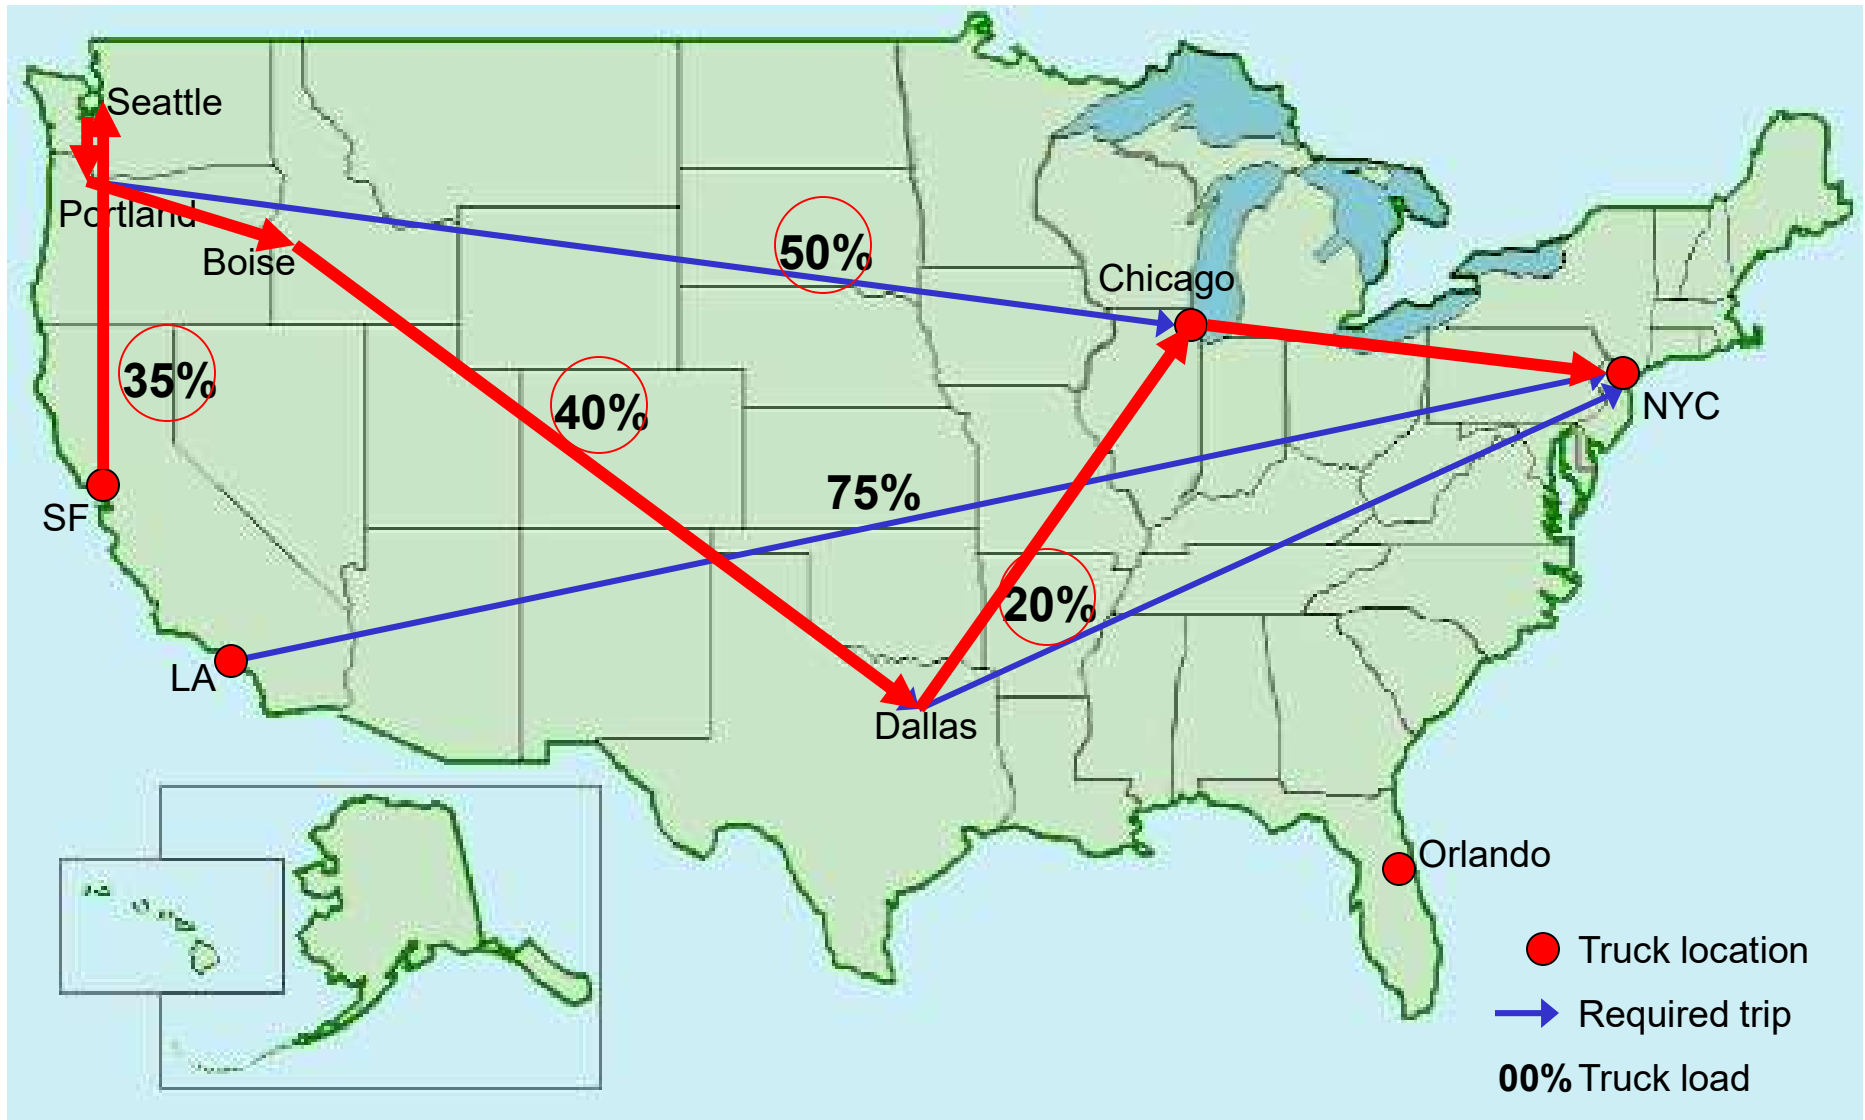 Seattle
Portland
Boise
50%
Chicago
35%
40%
NYC
75%
SF
20%
LA
Dallas
Orlando
Truck location
Required trip
00% Truck load